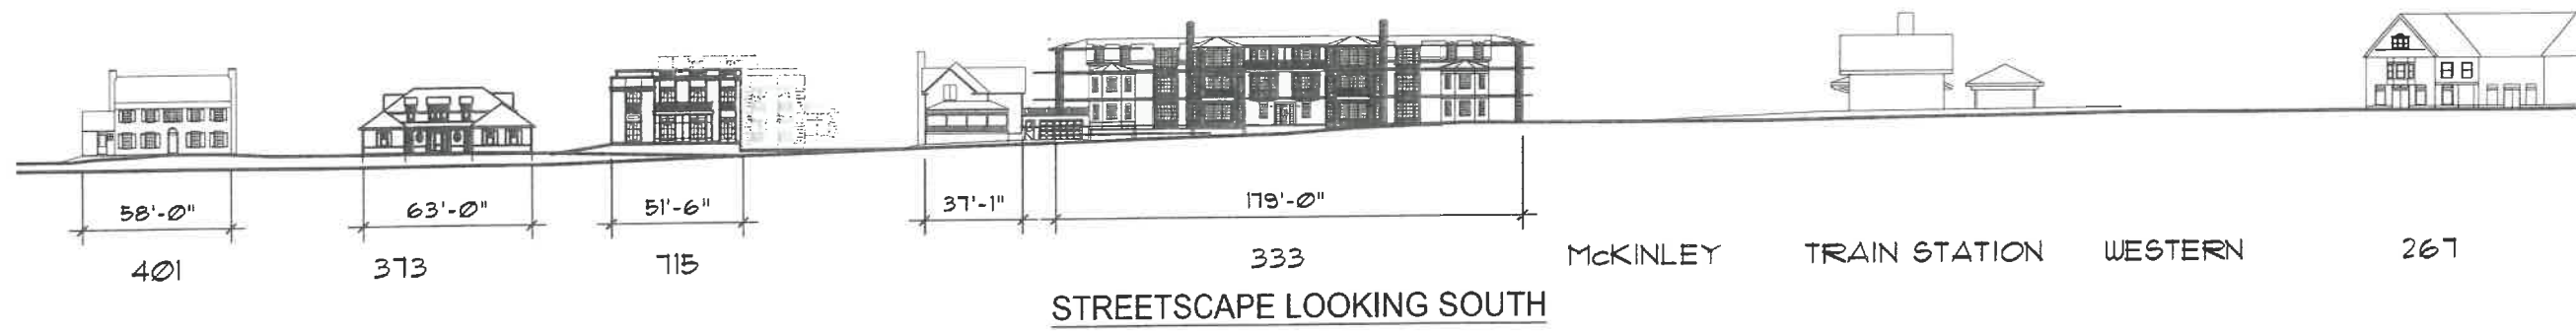 58'-0" 63'-0" 51'-6" 37'-1" 179'-0"
401 373 715 333 McKINLEY TRAIN STATION WESTERN 267
STREETSCAPE LOOKING SOUTH